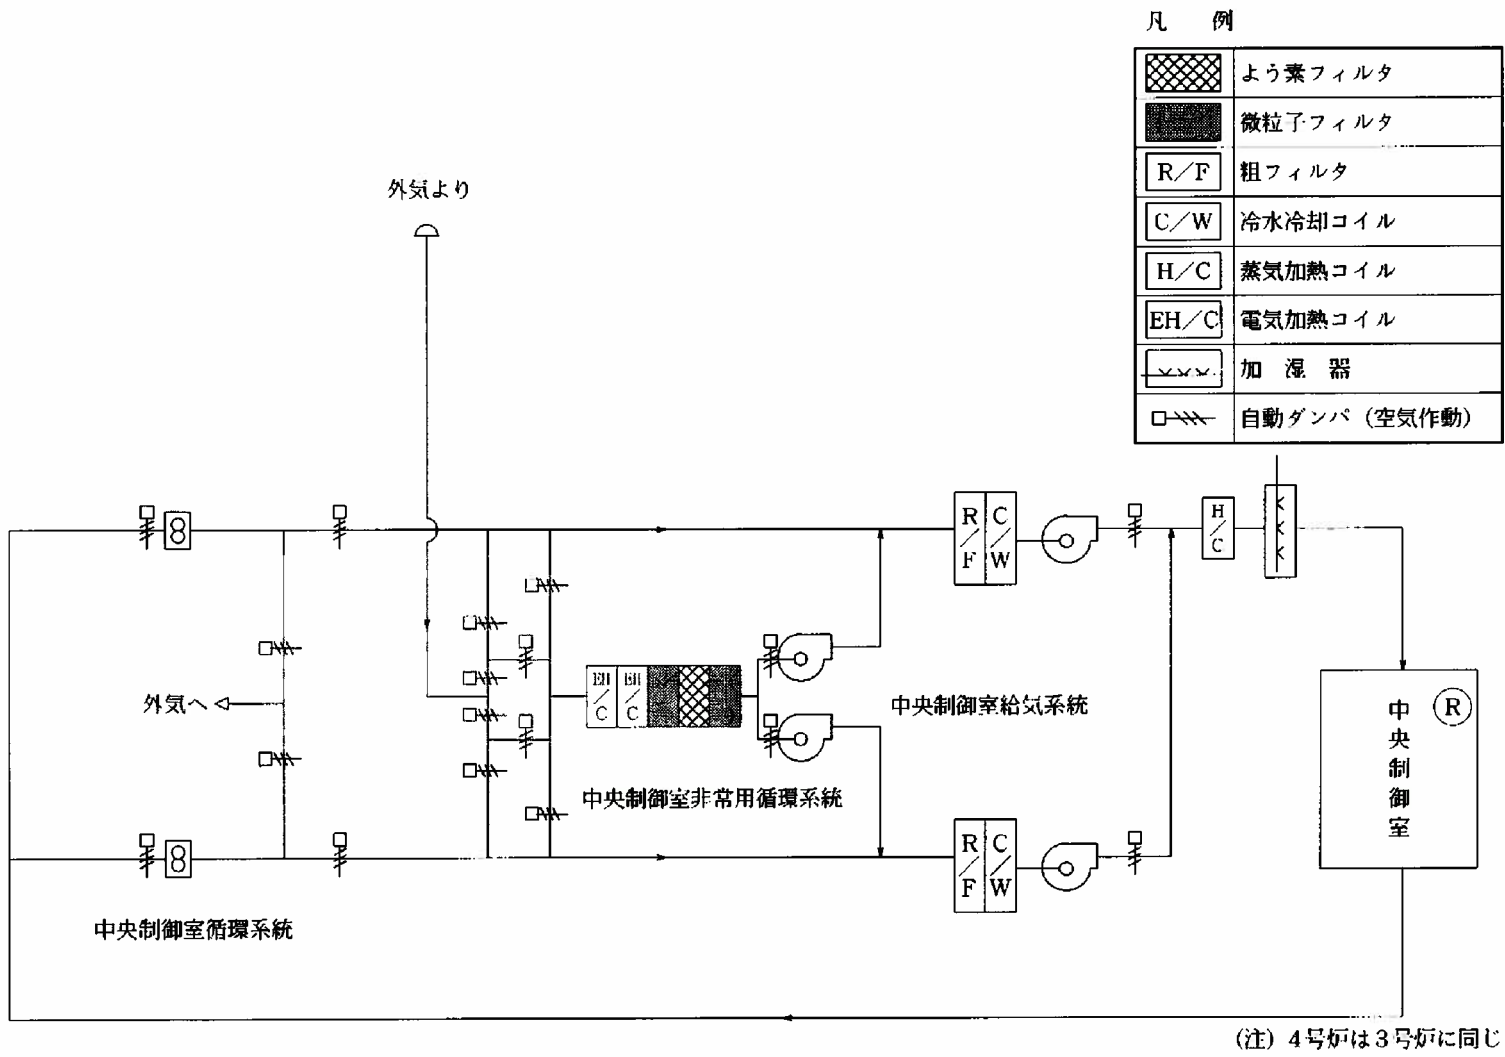 凡 例
よう素フィルタ
微粒子フィルタ
R/F 粗フィルタ
C/W 冷水冷却コイル
H/C 蒸気加熱コイル
EH/C 電気加熱コイル
加 湿 器
自動ダンパ (空気作動)
外気より
R/F C/W
H/C
外気へ
EH/C EH/C
中央制御室給気系統
中央制御室 R
中央制御室非常用循環系統
R/F C/W
中央制御室循環系統
(注) 4号炉は3号炉に同じ